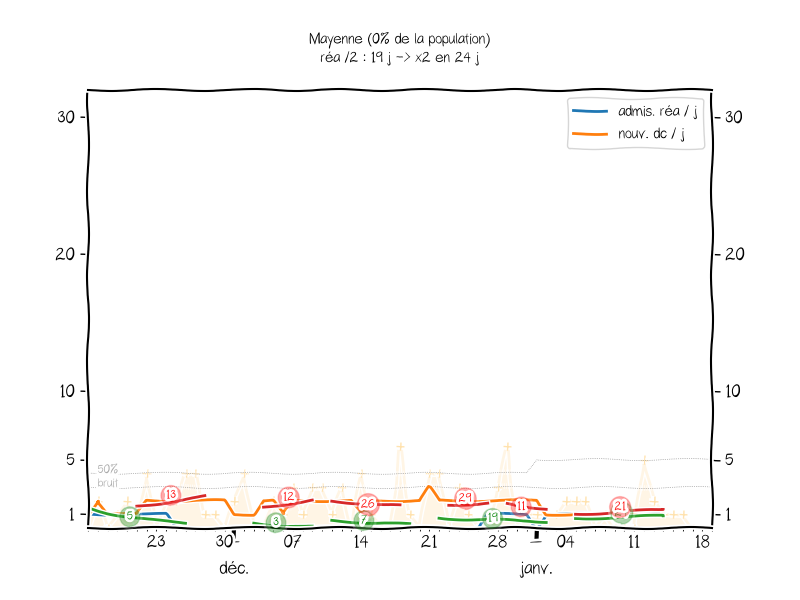 Mayenne (0% de la population)
réa /2 : 19 j -> x2 en 24 j
admis. réa / j
nouv. dc / j
30 30
20 20
10 10
5 5
1 1
50%
bruit
13 12 26 29 11 21
5 3 7 19
23 30 07 14 21 28 04 11 18
déc. janv.